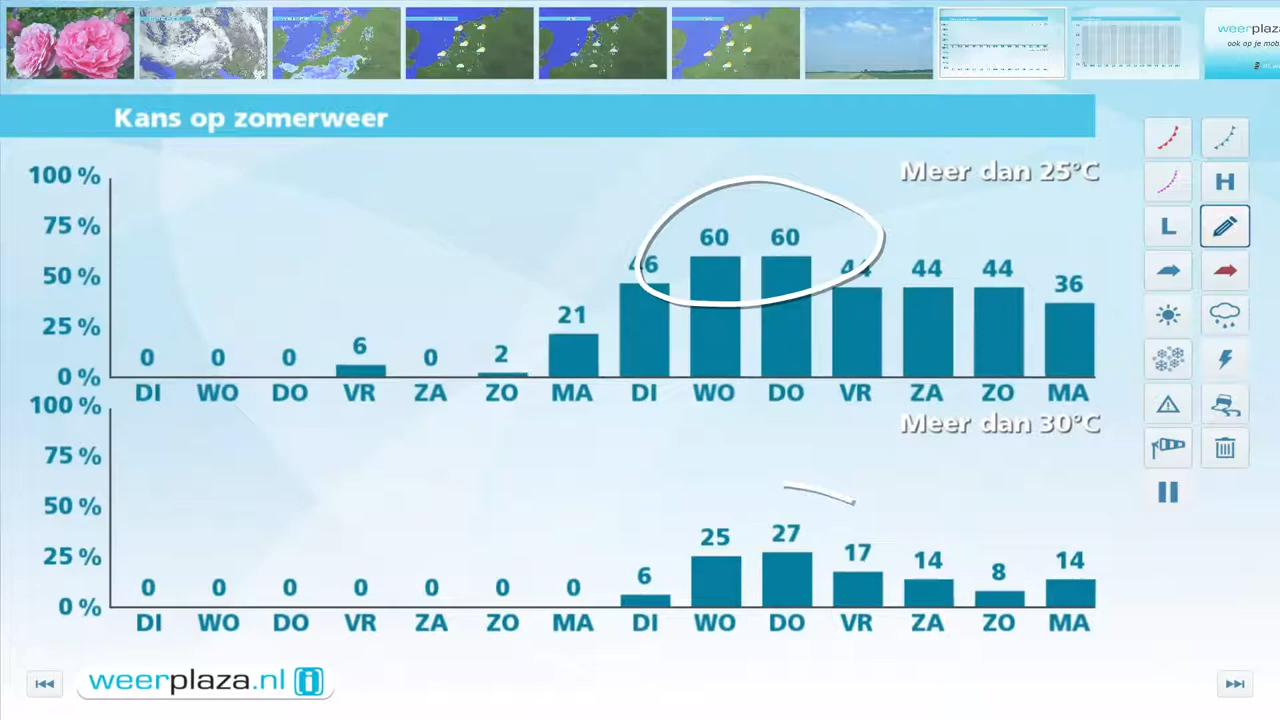 weerplaza
ook op je mob
Kans op zomerweer
Meer dan 25°C
100 %
75 %
50 %
25 %
0 %
0 0 0 6 0 2 21 46 60 60 44 44 44 36
DI WO DO VR ZA ZO MA DI WO DO VR ZA ZO MA
Meer dan 30°C
100 %
75 %
50 %
25 %
0 %
0 0 0 0 0 0 0 6 25 27 17 14 8 14
DI WO DO VR ZA ZO MA DI WO DO VR ZA ZO MA
H
L
weerplaza.nl i